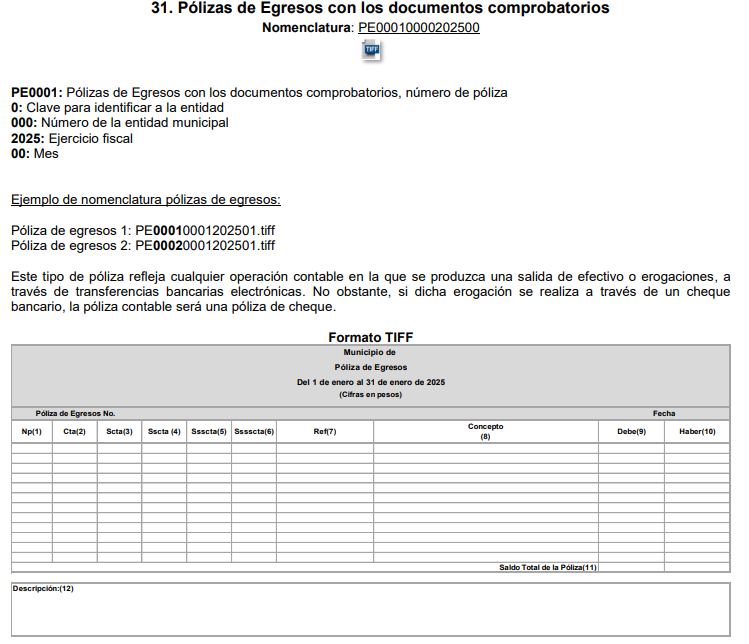 31. Pólizas de Egresos con los documentos comprobatorios
Nomenclatura: PE00010000202500
TIFF
PE0001: Pólizas de Egresos con los documentos comprobatorios, número de póliza
0: Clave para identificar a la entidad
000: Número de la entidad municipal
2025: Ejercicio fiscal
00: Mes
Ejemplo de nomenclatura pólizas de egresos:
Póliza de egresos 1: PE00010001202501.tiff
Póliza de egresos 2: PE00020001202501.tiff
Este tipo de póliza refleja cualquier operación contable en la que se produzca una salida de efectivo o erogaciones, a
través de transferencias bancarias electrónicas. No obstante, si dicha erogación se realiza a través de un cheque
bancario, la póliza contable será una póliza de cheque.
Formato TIFF
Municipio de
Póliza de Egresos
Del 1 de enero al 31 de enero de 2025
(Cifras en pesos)
Póliza de Egresos No. Fecha
Np(1) Cta(2) Scta(3) Sscta (4) Ssscta(5) Sssscta(6) Ref(7) Concepto (8) Debe(9) Haber(10)
Saldo Total de la Póliza(11)
Descripción:(12)